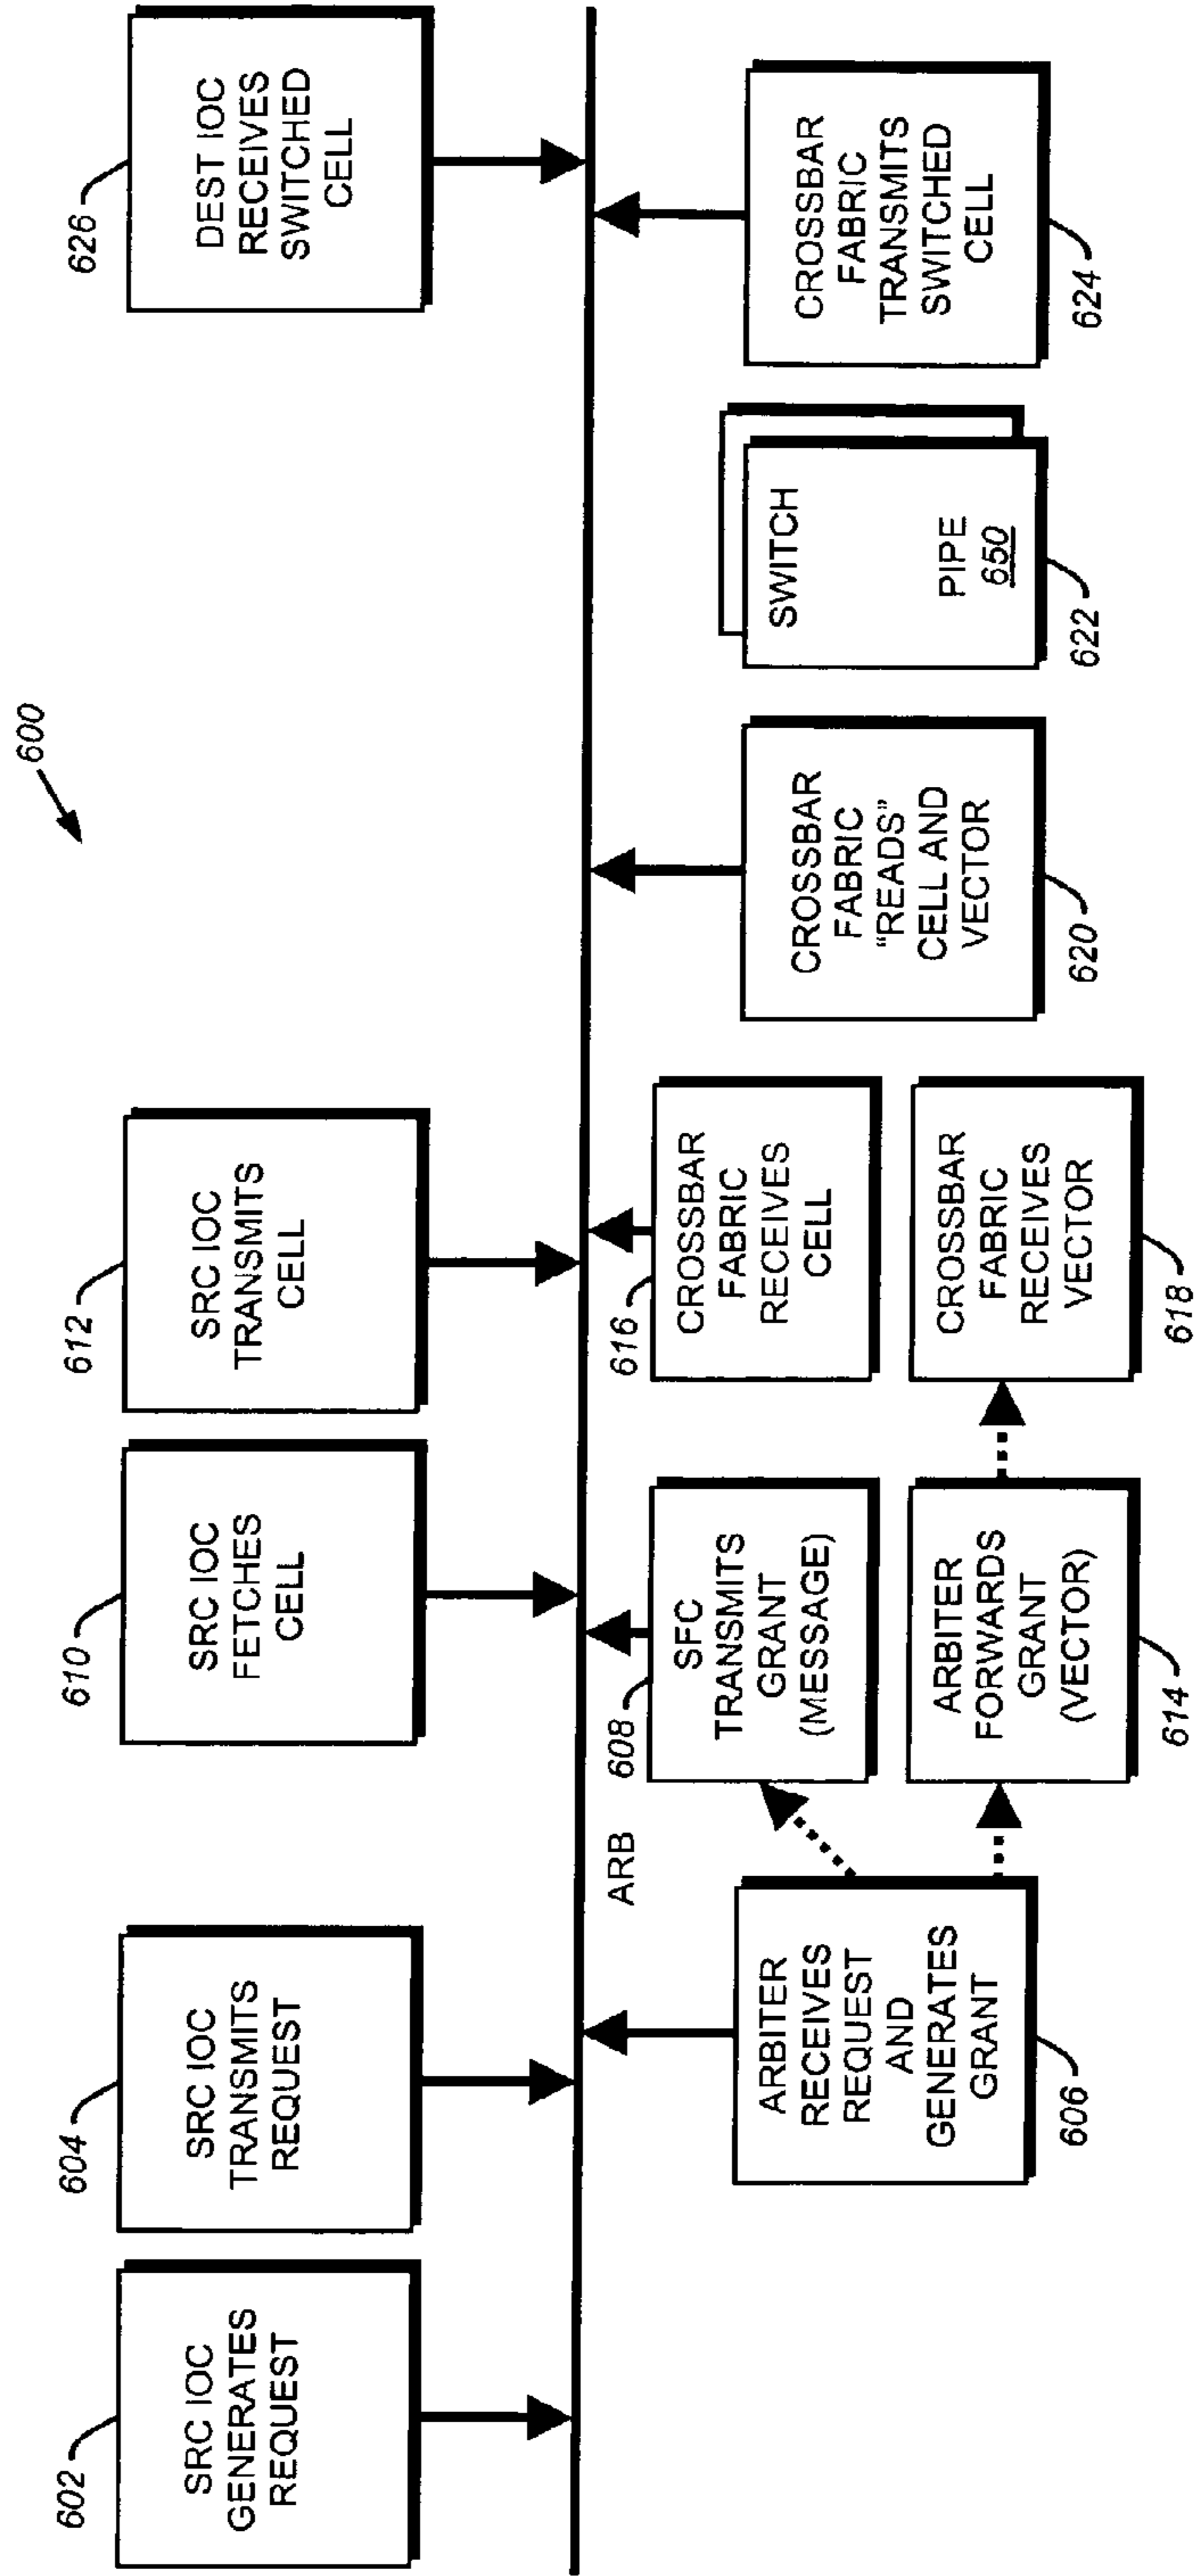 600
602
SRC IOC
GENERATES
REQUEST
604
SRC IOC
TRANSMITS
REQUEST
610
SRC IOC
FETCHES
CELL
612
SRC IOC
TRANSMITS
CELL
626
DEST IOC
RECEIVES
SWITCHED
CELL
ARB
ARBITER
RECEIVES
REQUEST
AND
GENERATES
GRANT
606
608
SFC
TRANSMITS
GRANT
(MESSAGE)
ARBITER
FORWARDS
GRANT
(VECTOR)
614
616
CROSSBAR
FABRIC
RECEIVES
CELL
CROSSBAR
FABRIC
RECEIVES
VECTOR
618
CROSSBAR
FABRIC
“READS”
CELL AND
VECTOR
620
SWITCH
PIPE
650
622
CROSSBAR
FABRIC
TRANSMITS
SWITCHED
CELL
624